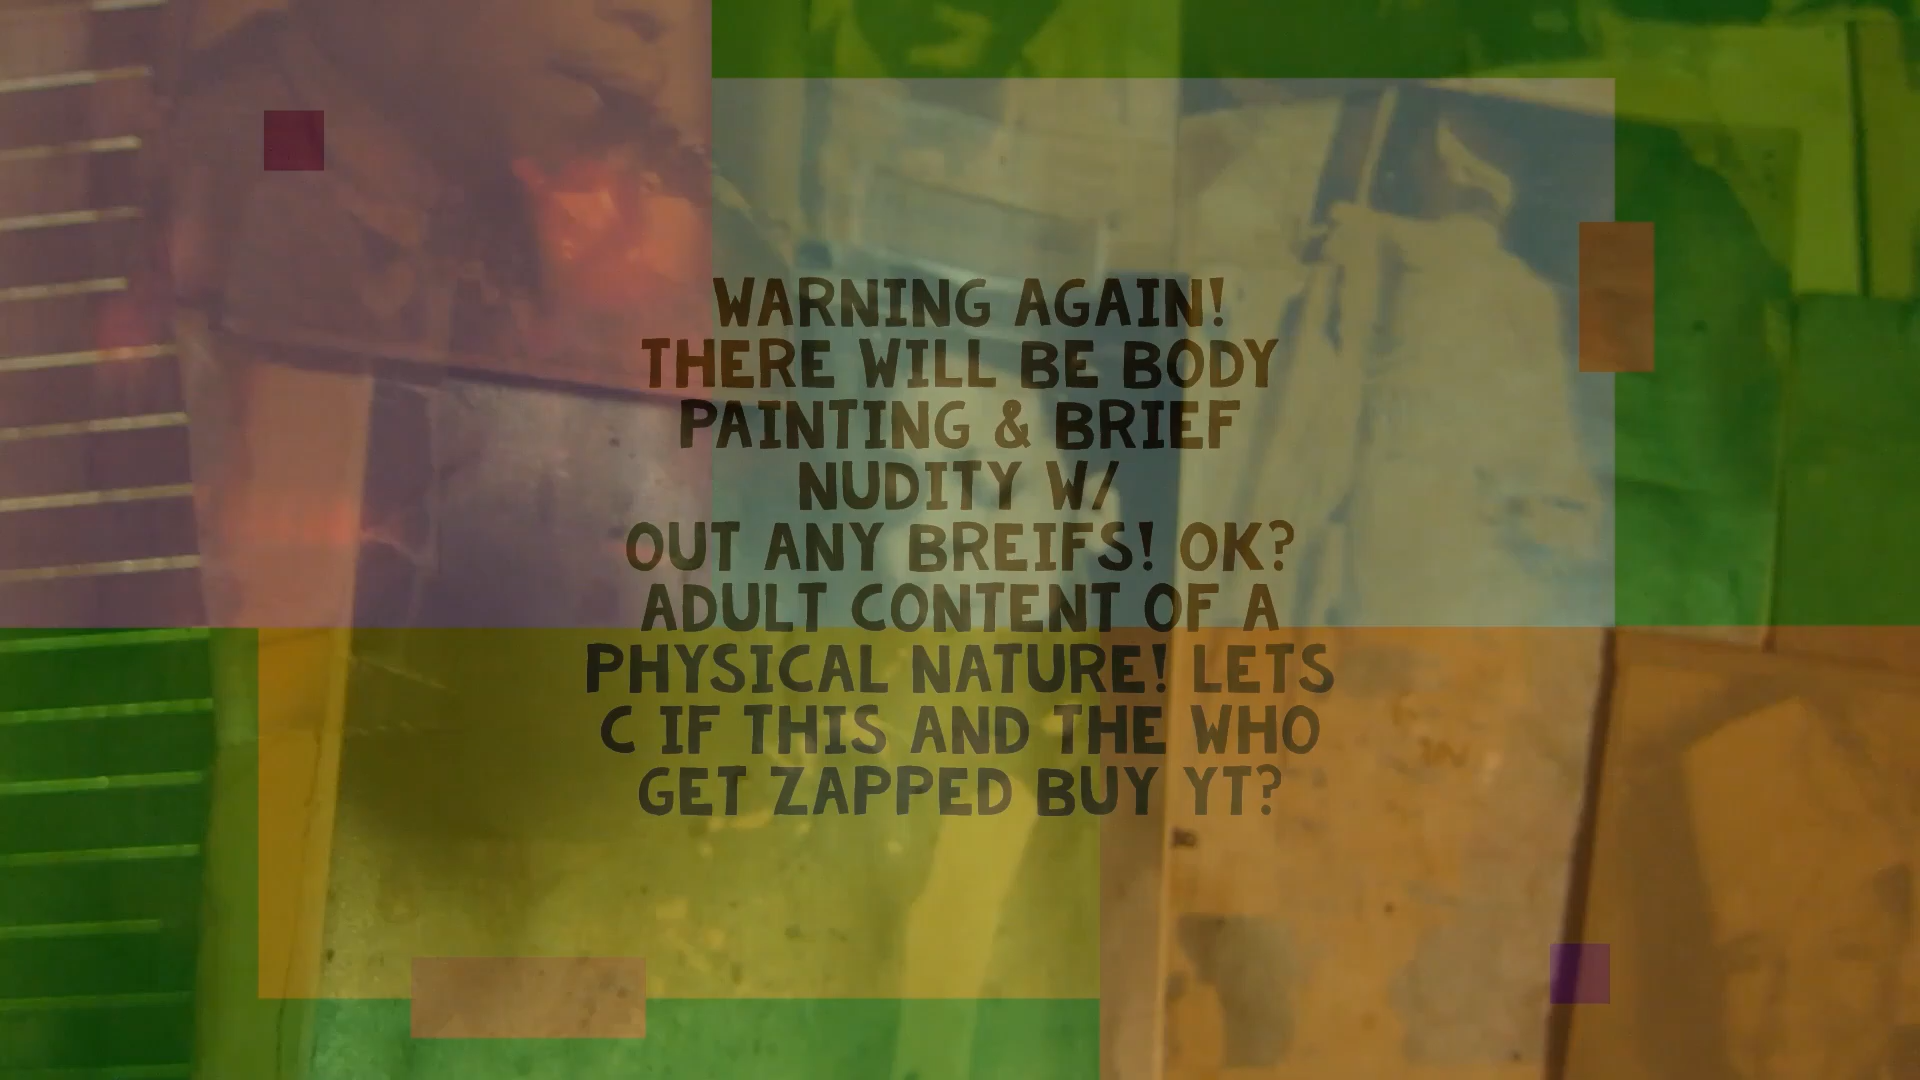 WARNING AGAIN!
THERE WILL BE BODY
PAINTING & BRIEF
NUDITY W/
OUT ANY BREIFS! OK?
ADULT CONTENT OF A
PHYSICAL NATURE! LETS
C IF THIS AND THE WHO
GET ZAPPED BUY YT?